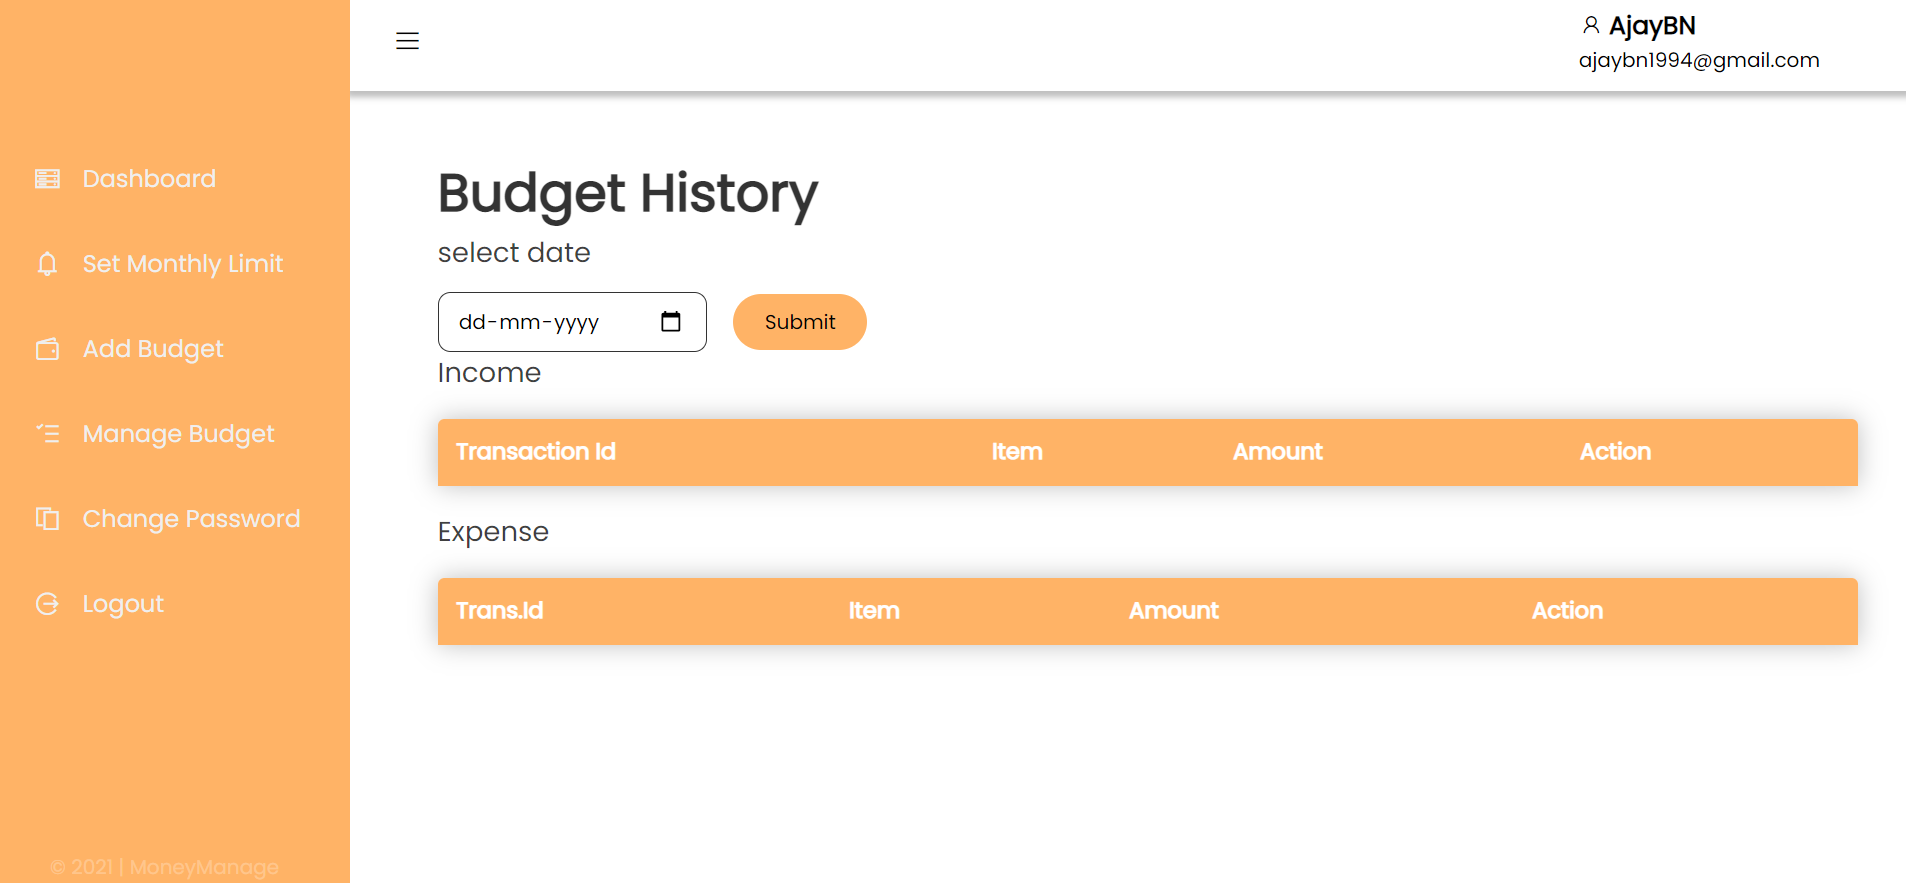 AjayBN
ajaybn1994@gmail.com
Dashboard
Set Monthly Limit
Add Budget
Manage Budget
Change Password
Logout
© 2021 | MoneyManage
Budget History
select date
dd-mm-yyyy
Submit
Income
Transaction Id Item Amount Action
Expense
Trans.Id Item Amount Action